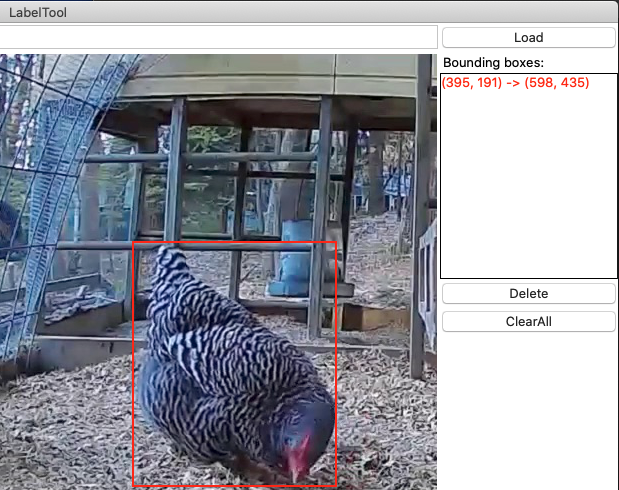 LabelTool
Load
Bounding boxes:
(395, 191) -> (598, 435)
Delete
ClearAll